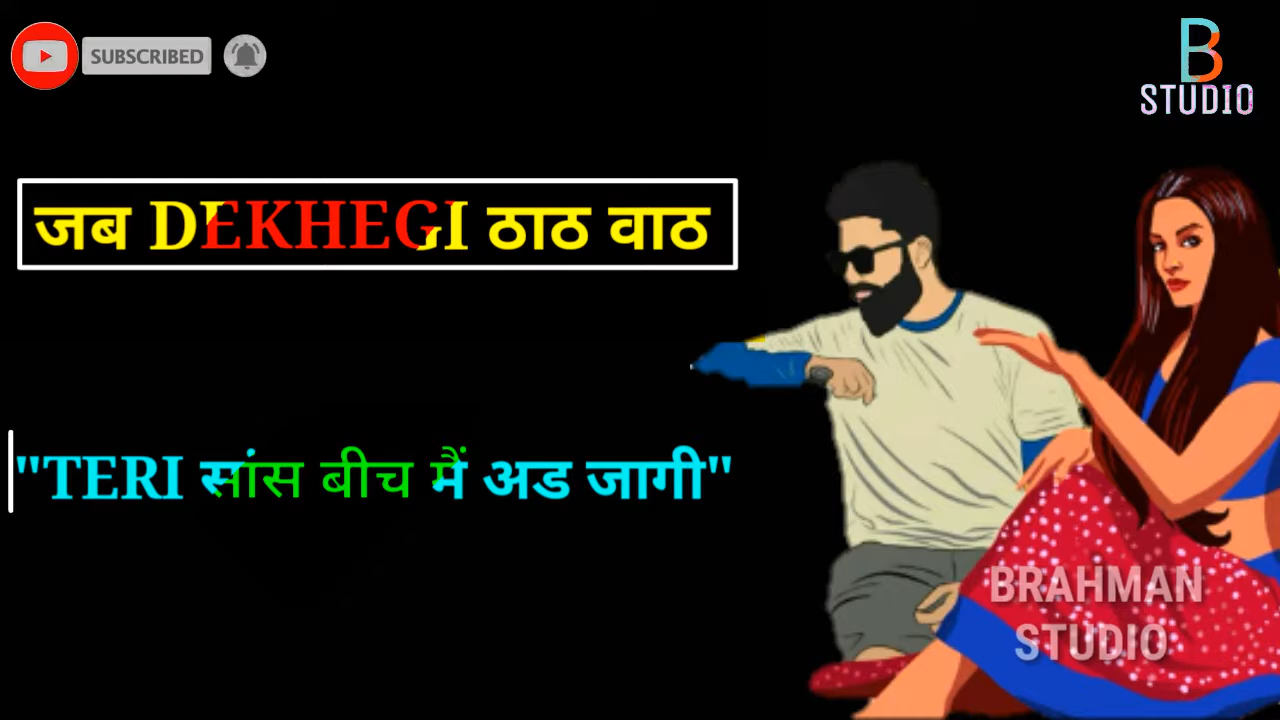 SUBSCRIBED
B
STUDIO
जब DEKHEGI ठाठ वाठ
"TERI सांस बीच मैं अड जागी"
BRAHMAN
STUDIO